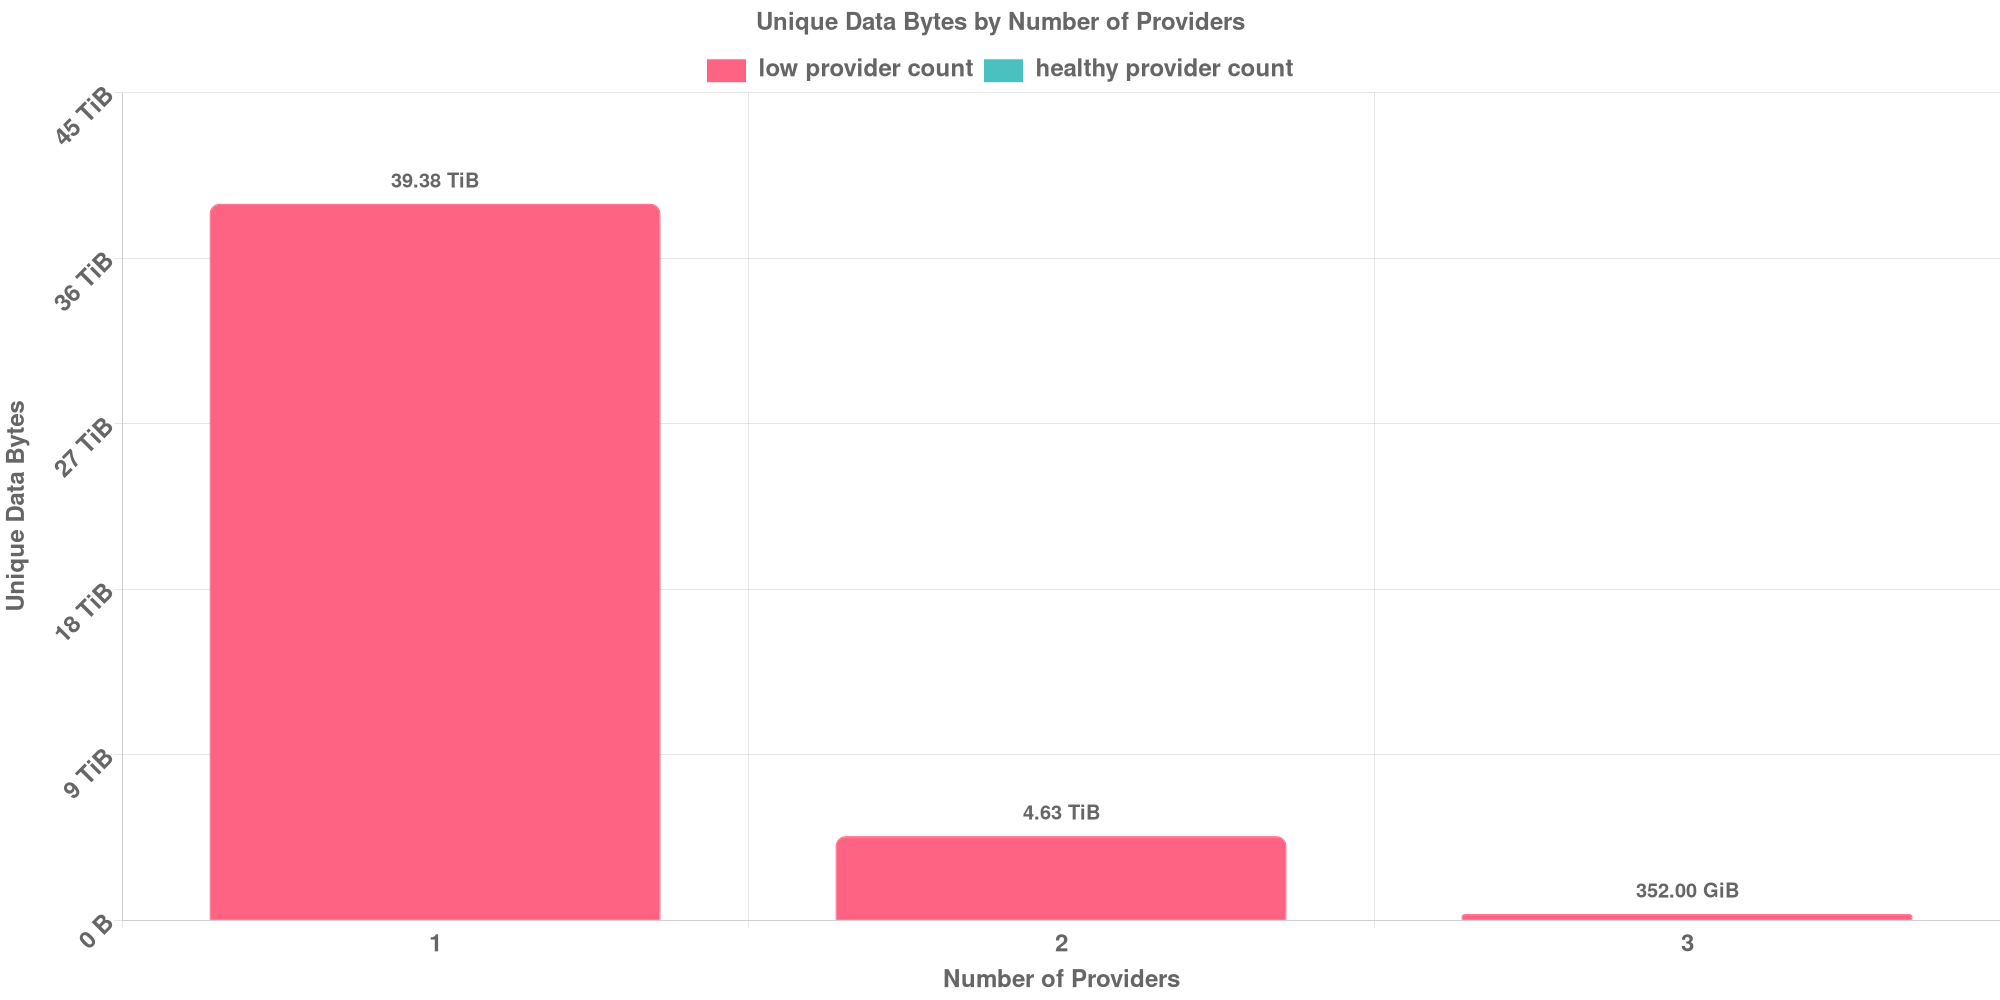 Unique Data Bytes by Number of Providers
low provider count
healthy provider count
45 TiB
36 TiB
27 TiB
18 TiB
9 TiB
0 B
Unique Data Bytes
39.38 TiB
4.63 TiB
352.00 GiB
1
2
3
Number of Providers